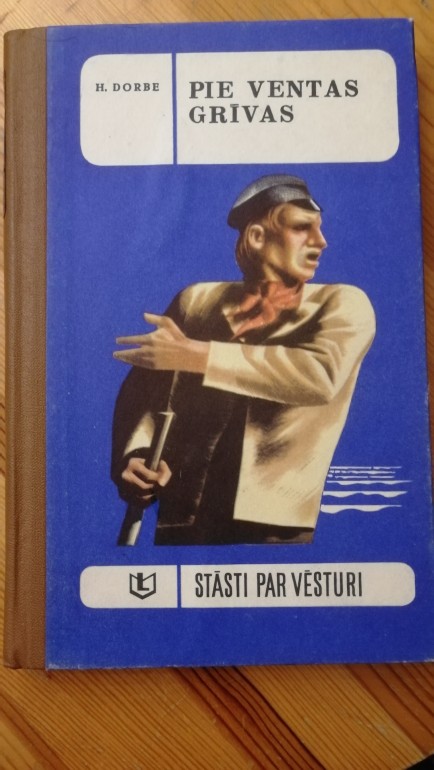 H. DORBE
PIE VENTAS
GRĪVAS
STĀSTI PAR VĒSTURI